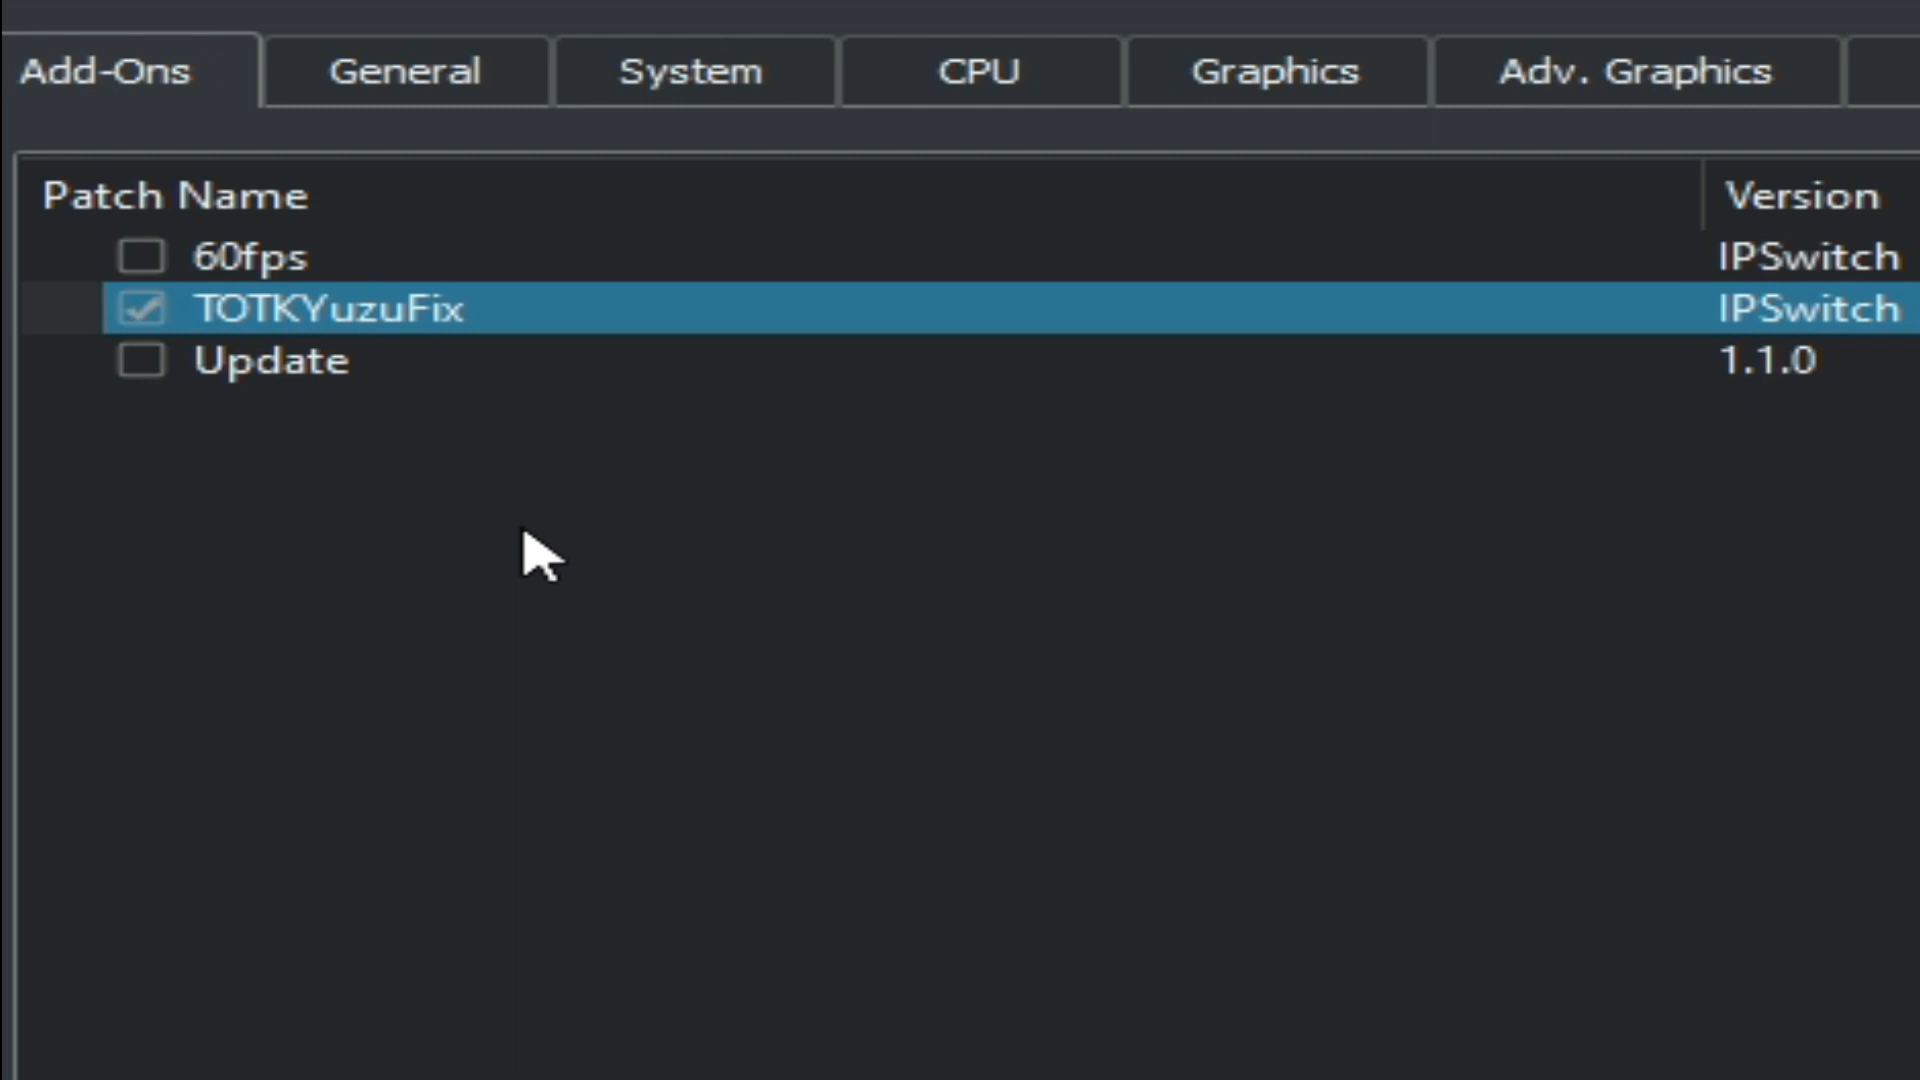 Add-Ons General System CPU Graphics Adv. Graphics
Patch Name Version
60fps IPSwitch
TOTKYuzuFix IPSwitch
Update 1.1.0